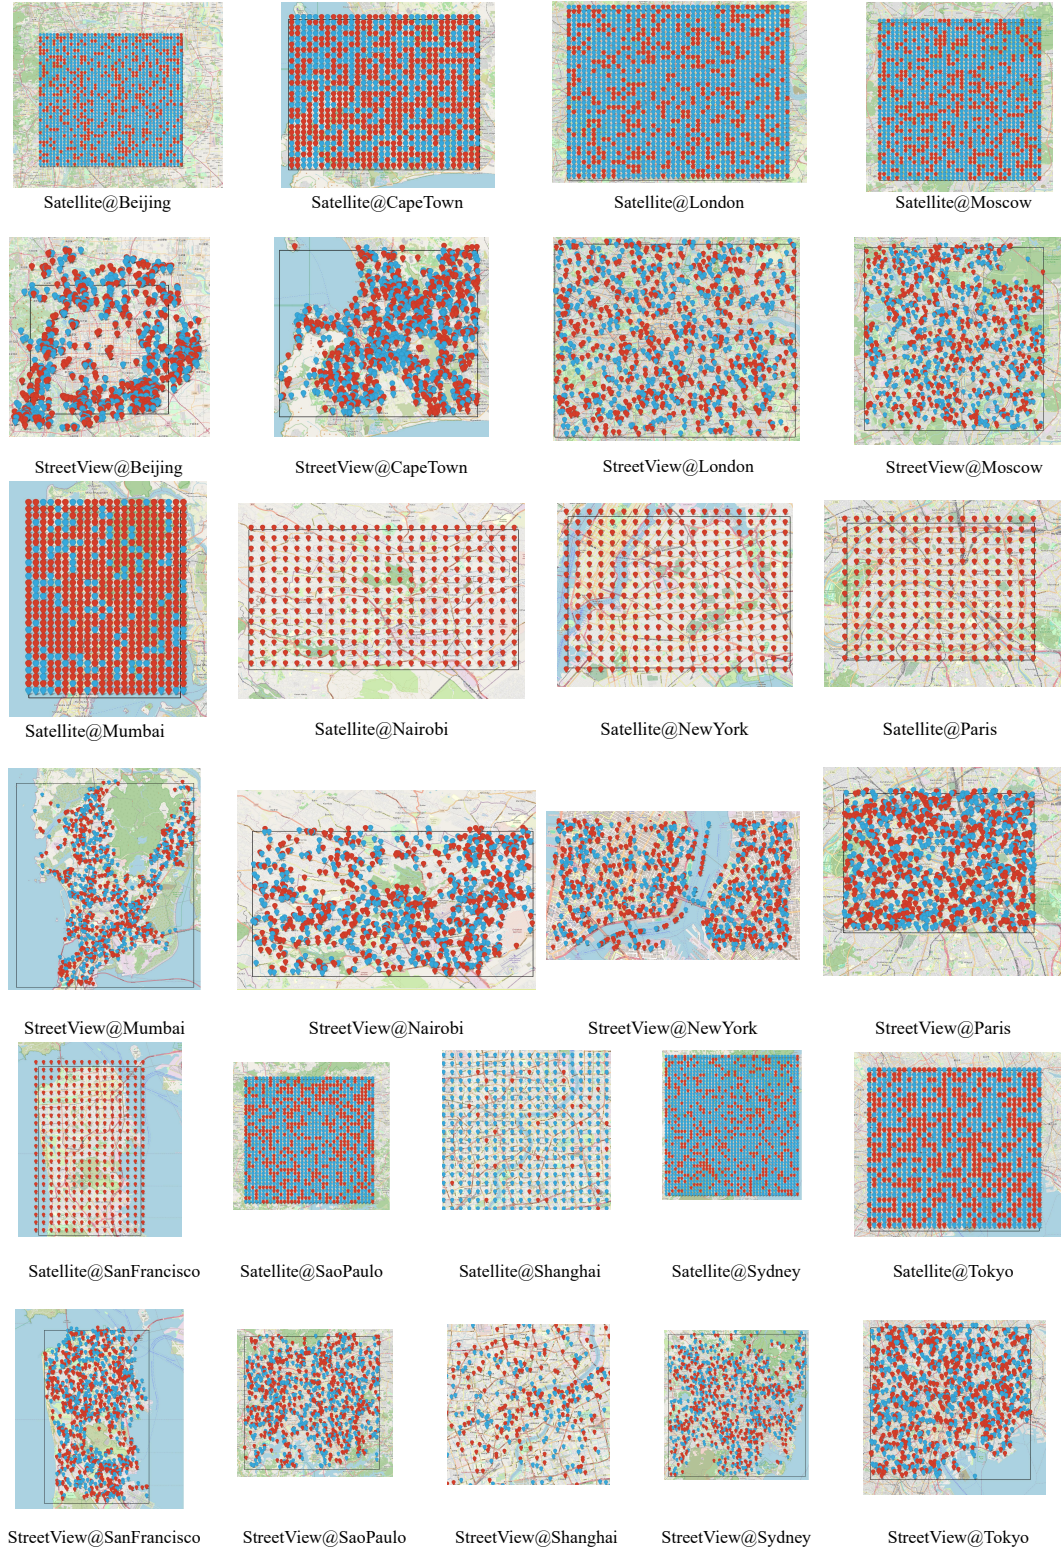 Satellite@Beijing
Satellite@CapeTown
Satellite@London
Satellite@Moscow
StreetView@Beijing
StreetView@CapeTown
StreetView@London
StreetView@Moscow
Satellite@Mumbai
Satellite@Nairobi
Satellite@NewYork
Satellite@Paris
StreetView@Mumbai
StreetView@Nairobi
StreetView@NewYork
StreetView@Paris
Satellite@SanFrancisco
Satellite@SaoPaulo
Satellite@Shanghai
Satellite@Sydney
Satellite@Tokyo
StreetView@SanFrancisco
StreetView@SaoPaulo
StreetView@Shanghai
StreetView@Sydney
StreetView@Tokyo